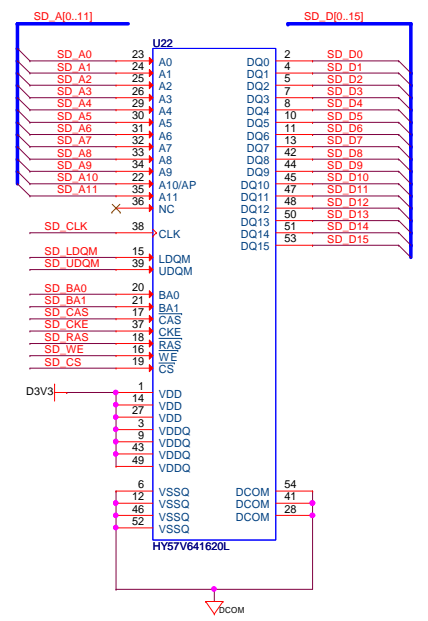 SD_A[0..11] SD_D[0..15]
U22
SD_A0 23 A0 DQ0 2 SD_D0
SD_A1 24 A1 DQ1 4 SD_D1
SD_A2 25 A2 DQ2 5 SD_D2
SD_A3 26 A3 DQ3 7 SD_D3
SD_A4 29 A4 DQ4 8 SD_D4
SD_A5 30 A5 DQ5 10 SD_D5
SD_A6 31 A6 DQ6 11 SD_D6
SD_A7 32 A7 DQ7 13 SD_D7
SD_A8 33 A8 DQ8 42 SD_D8
SD_A9 34 A9 DQ9 44 SD_D9
SD_A10 22 A10/AP DQ10 45 SD_D10
SD_A11 35 A11 DQ11 47 SD_D11
36 NC DQ12 48 SD_D12
DQ13 50 SD_D13
SD_CLK 38 CLK DQ14 51 SD_D14
DQ15 53 SD_D15
SD_LDQM 15 LDQM
SD_UDQM 39 UDQM
SD_BA0 20 BA0
SD_BA1 21 BA1
SD_CAS 17 CAS
SD_CKE 37 CKE
SD_RAS 18 RAS
SD_WE 16 WE
SD_CS 19 CS
D3V3 1 VDD
14 VDD
27 VDD
3 VDDQ
9 VDDQ
43 VDDQ
49 VDDQ
6 VSSQ DCOM 54
12 VSSQ DCOM 41
46 VSSQ DCOM 28
52 VSSQ
HY57V641620L
DCOM